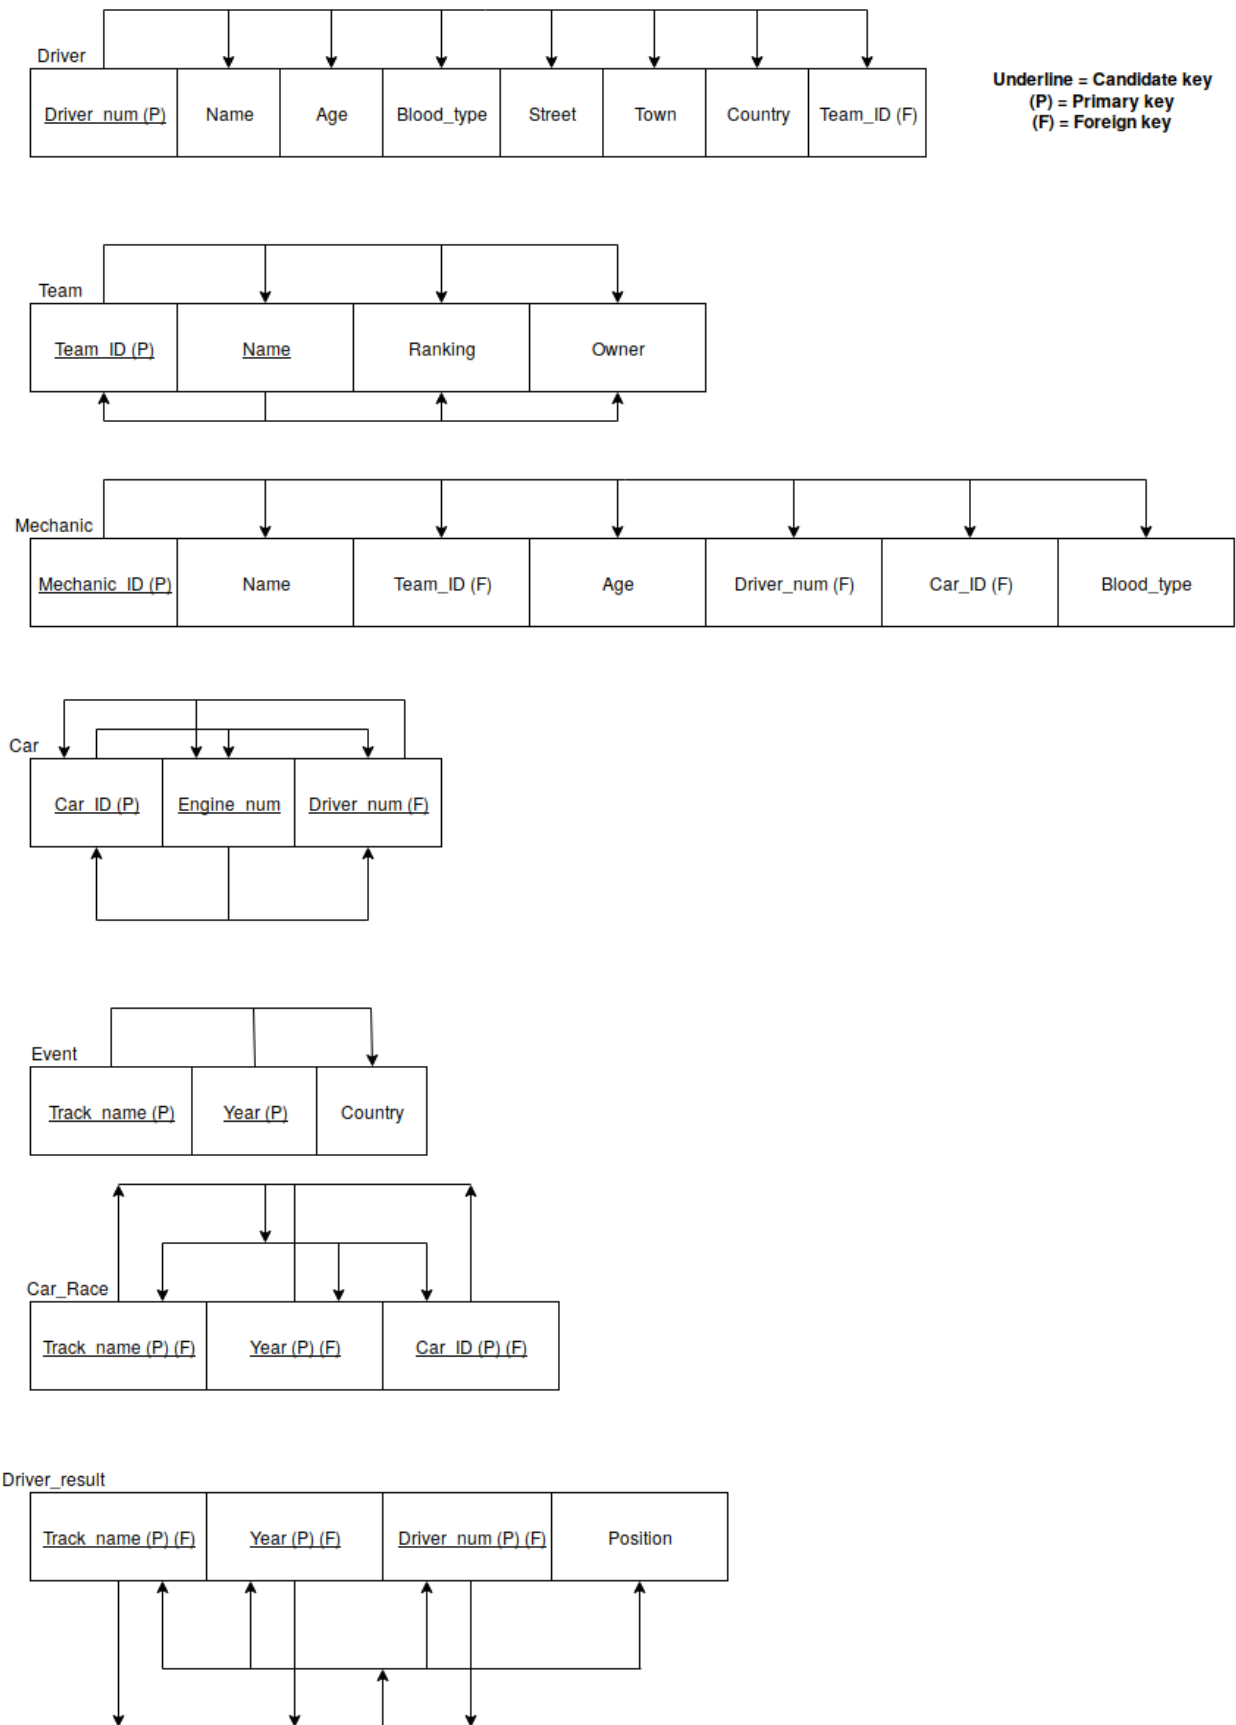 Driver
Driver_num (P) Name Age Blood_type Street Town Country Team_ID (F)
Underline = Candidate key
(P) = Primary key
(F) = Foreign key
Team
Team_ID (P) Name Ranking Owner
Mechanic
Mechanic_ID (P) Name Team_ID (F) Age Driver_num (F) Car_ID (F) Blood_type
Car
Car_ID (P) Engine_num Driver_num (F)
Event
Track_name (P) Year (P) Country
Car_Race
Track_name (P) (F) Year (P) (F) Car_ID (P) (F)
Driver_result
Track_name (P) (F) Year (P) (F) Driver_num (P) (F) Position